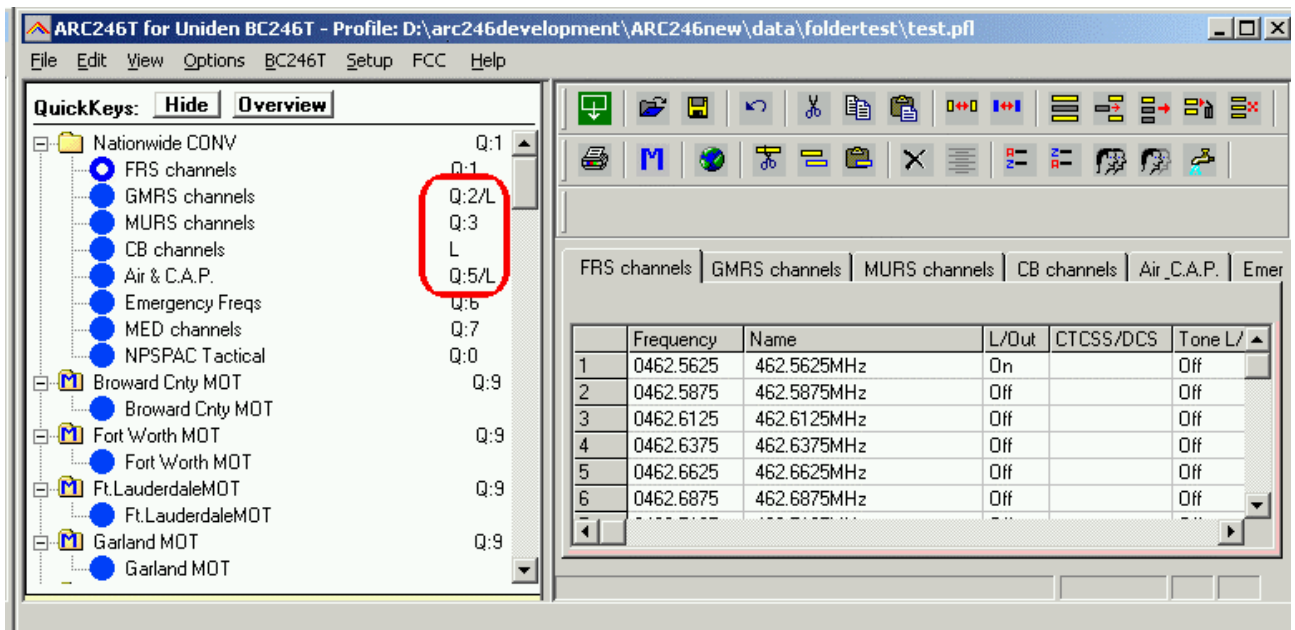 ARC246T for Uniden BC246T - Profile: D:\arc246development\ARC246new\data\foldertest\test.pfl
File Edit View Options BC246T Setup FCC Help
QuickKeys: Hide Overview
Nationwide CONV Q:1
FRS channels Q:1
GMRS channels Q:2/L
MURS channels Q:3
CB channels L
Air & C.A.P. Q:5/L
Emergency Freqs Q:6
MED channels Q:7
NPSPAC Tactical Q:0
M Broward Cnty MOT Q:9
Broward Cnty MOT
M Fort Worth MOT Q:9
Fort Worth MOT
M Ft.LauderdaleMOT Q:9
Ft.LauderdaleMOT
M Garland MOT Q:9
Garland MOT
M
FRS channels GMRS channels MURS channels CB channels Air _C.A.P. Emer
Frequency Name L/Out CTCSS/DCS Tone L/
1 0462.5625 462.5625MHz On Off
2 0462.5875 462.5875MHz Off Off
3 0462.6125 462.6125MHz Off Off
4 0462.6375 462.6375MHz Off Off
5 0462.6625 462.6625MHz Off Off
6 0462.6875 462.6875MHz Off Off